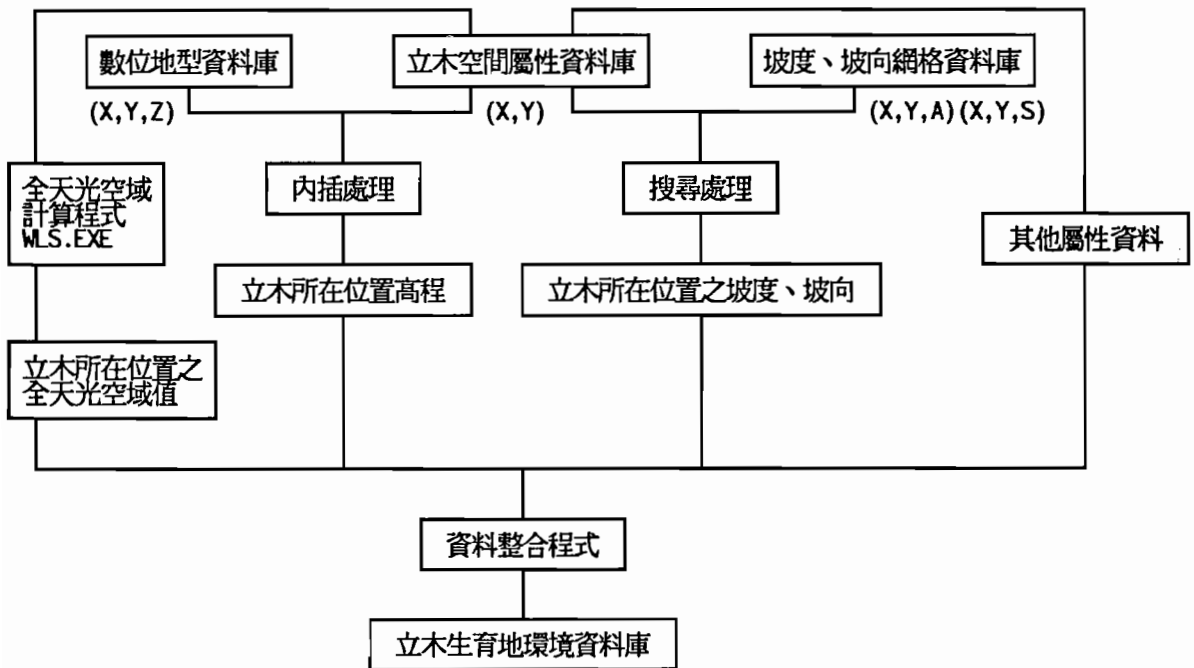 數位地型資料庫
立木空間屬性資料庫
坡度、坡向網格資料庫
(X,Y,Z)
(X,Y)
(X,Y,A)(X,Y,S)
全天光空域
計算程式
WLS.EXE
內插處理
搜尋處理
其他屬性資料
立木所在位置高程
立木所在位置之坡度、坡向
立木所在位置之
全天光空域值
資料整合程式
立木生育地環境資料庫